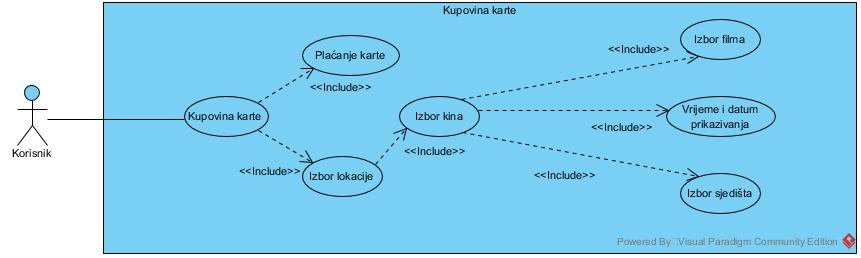 Kupovina karte
Izbor filma
<<Include>>
Plaćanje karte
<<Include>>
Kupovina karte
Izbor kina
Vrijeme i datum
prikazivanja
<<Include>>
Korisnik
<<Include>>
<<Include>>
Izbor lokacije
<<Include>>
Izbor sjedišta
Powered By Visual Paradigm Community Edition